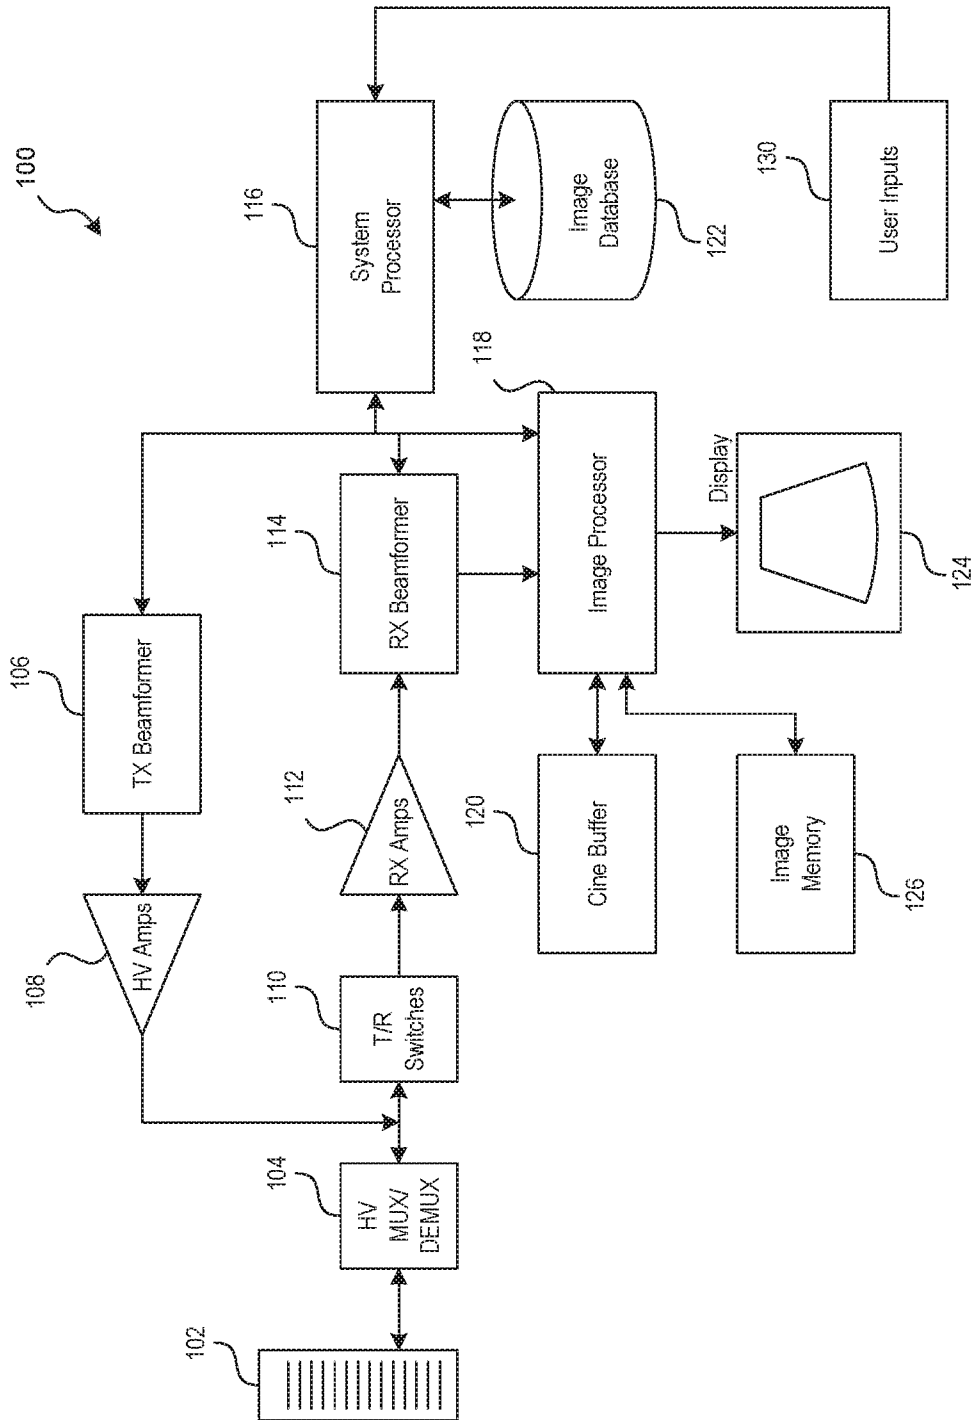 100
102
104
HV
MUX/
DEMUX
106
TX Beamformer
108
HV Amps
110
T/R
Switches
112
RX Amps
114
RX Beamformer
116
System
Processor
118
Image Processor
120
Cine Buffer
122
Image
Database
Display
124
126
Image
Memory
130
User Inputs